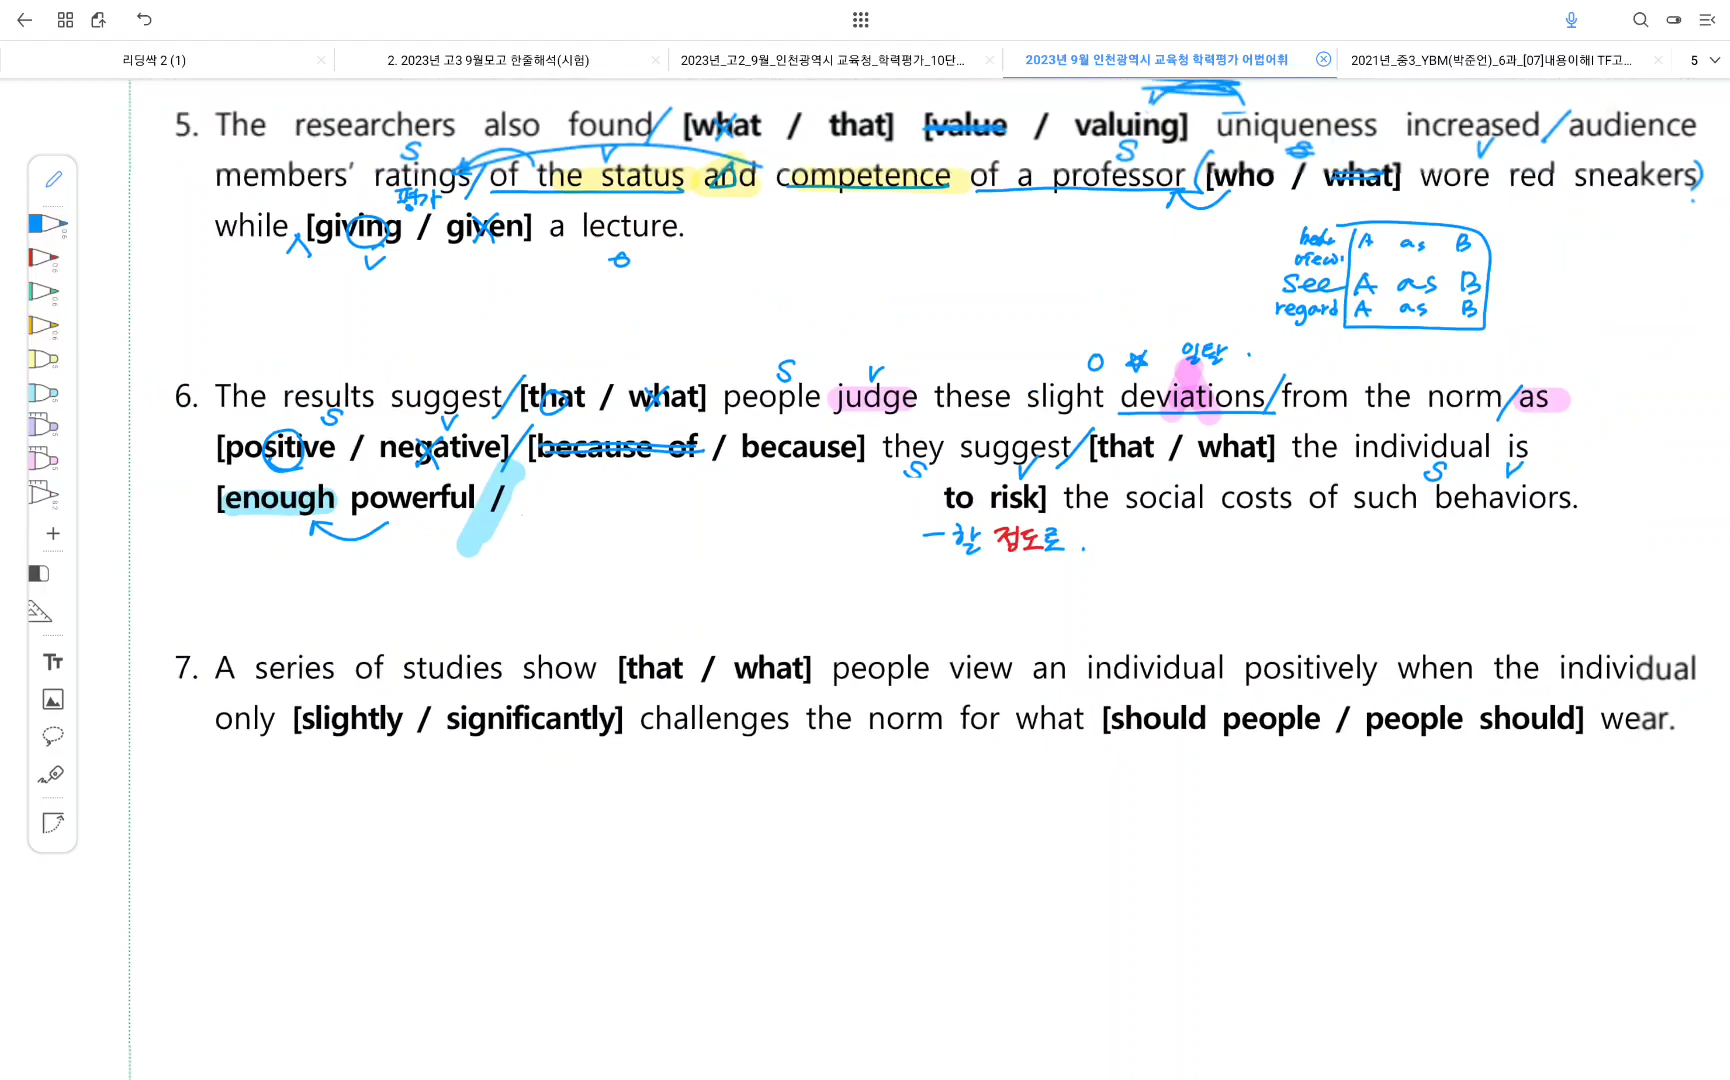 리딩싹 2 (1)
2. 2023년 고3 9월모고 한줄해석(시험)
2023년_고2_9월_인천광역시 교육청_학력평가_10단...
2023년 9월 인천광역시 교육청 학력평가 어법어휘
2021년_중3_YBM(박준언)_6과_[07]내용이해I TF고...
5
5. The researchers also found/ [what / that] [value / valuing] uniqueness increased/ audience
S V S V
members' ratings of the status and competence of a professor [who / what] wore red sneakers
평가
while [giving / given] a lecture.
V
A as B
view
See A as B
regard A as B
S V O 일탈
6. The results suggest/ [that / what] people judge these slight deviations/ from the norm/ as
S V
[positive / negative]/ [because of / because] they suggest/ [that / what] the individual is
S V S V
[enough powerful / to risk] the social costs of such behaviors.
~할 정도로.
7. A series of studies show [that / what] people view an individual positively when the individual
only [slightly / significantly] challenges the norm for what [should people / people should] wear.